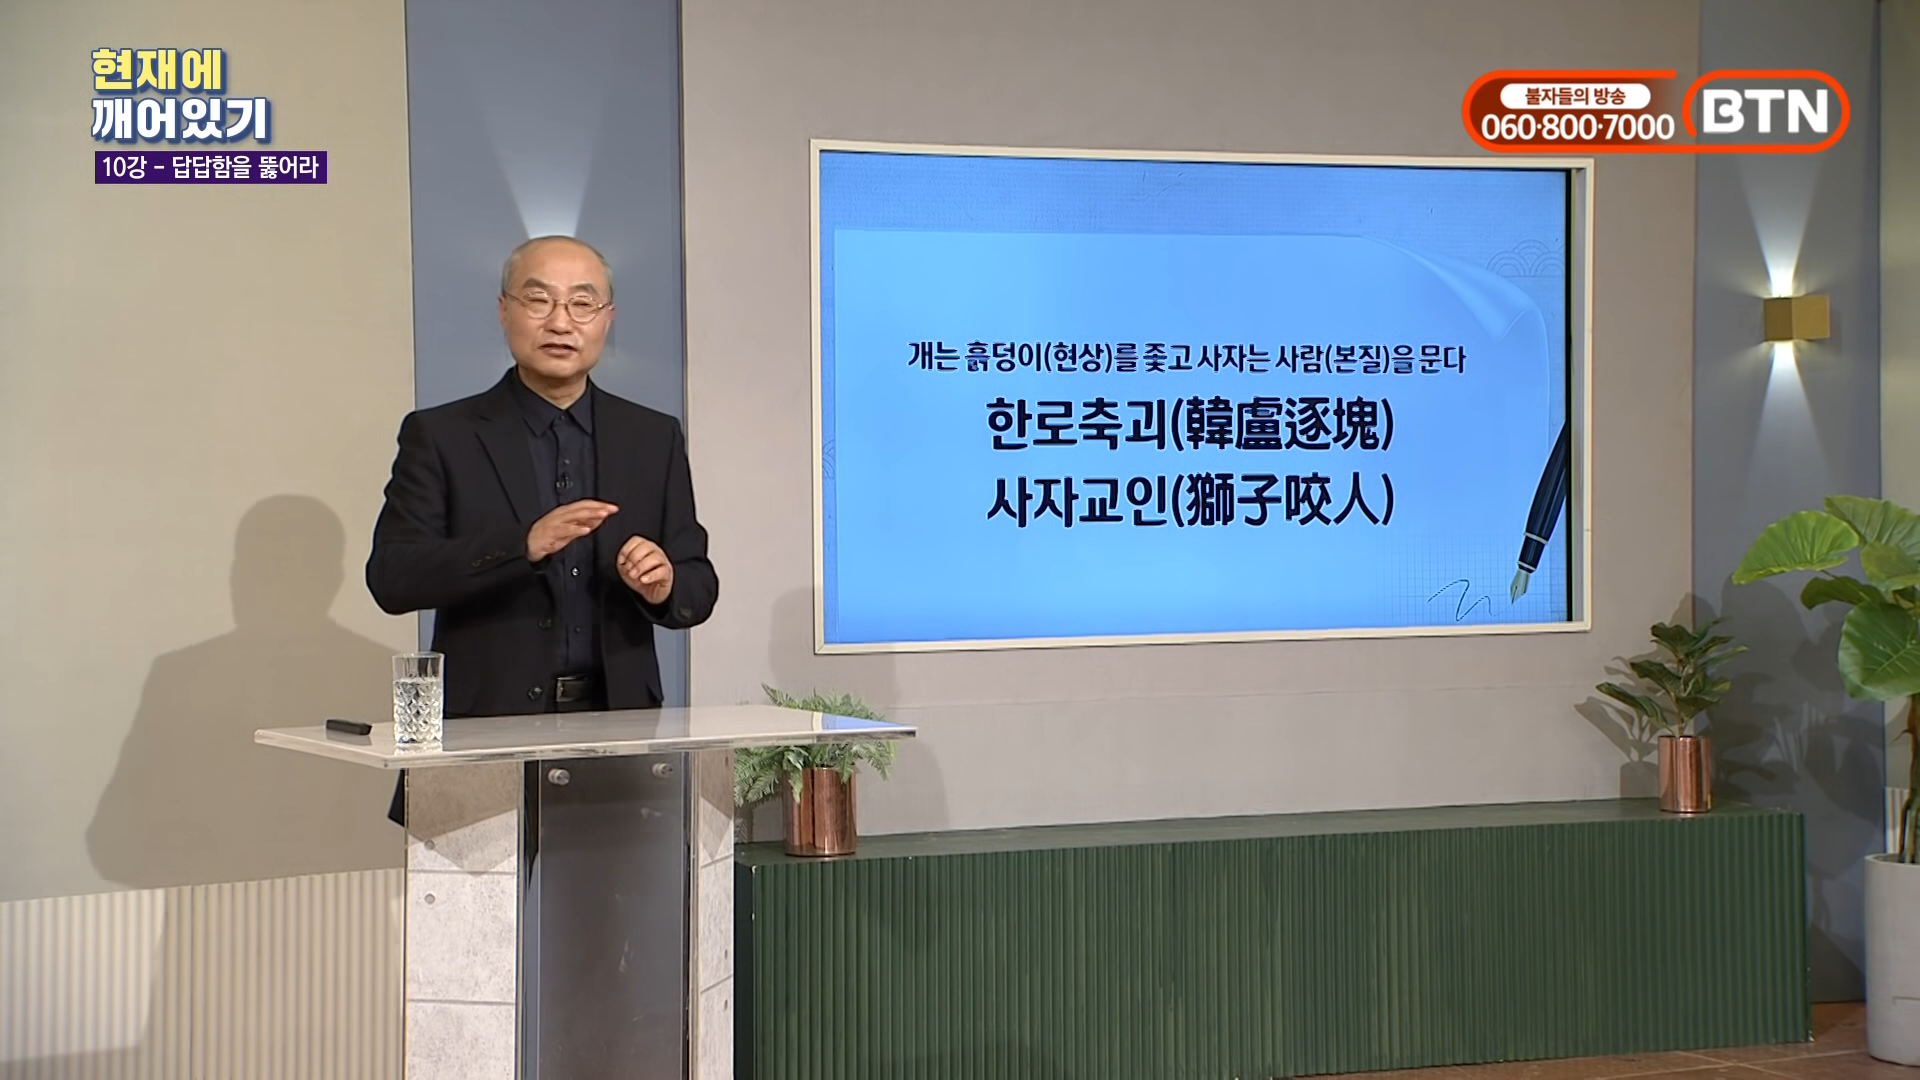 현재에
깨어있기
10강 - 답답함을 뚫어라
불자들의 방송
060·800·7000
BTN
개는 흙덩이(현상)를 좇고 사자는 사람(본질)을 문다
한로축괴(韓盧逐塊)
사자교인(獅子咬人)